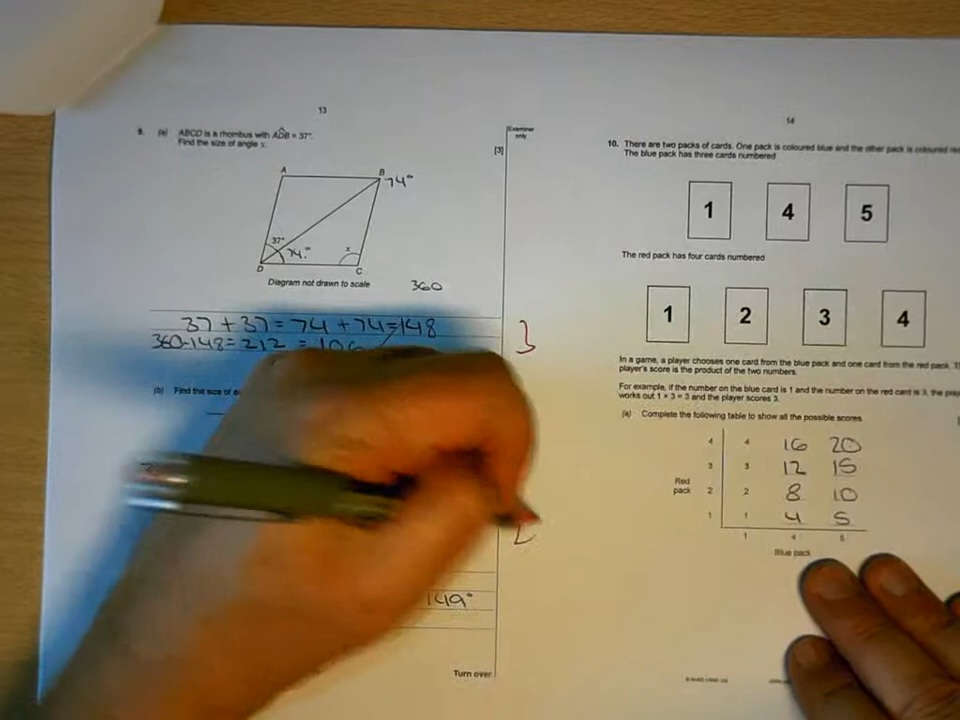 13
9. (a) ABCD is a rhombus with AD̂B = 37°.
Find the size of angle x.
Examiner
only
[3]
A
B
74°
37°
74°
x
D
C
Diagram not drawn to scale
360
37 + 37 = 74 + 74 = 148
360-148 = 212 = 106
3
(b) Find the size of
2
149°
Turn over.
14
10. There are two packs of cards. One pack is coloured blue and the other pack is coloured
The blue pack has three cards numbered
1 4 5
The red pack has four cards numbered
1 2 3 4
In a game, a player chooses one card from the blue pack and one card from the red pack.
player's score is the product of the two numbers.
For example, if the number on the blue card is 1 and the number on the red card is 3, the
works out 1 × 3 = 3 and the player scores 3.
(a) Complete the following table to show all the possible scores.
4 4 16 20
3 3 12 15
Red
pack
2 2 8 10
1 1 4 5
1 4 5
Blue pack